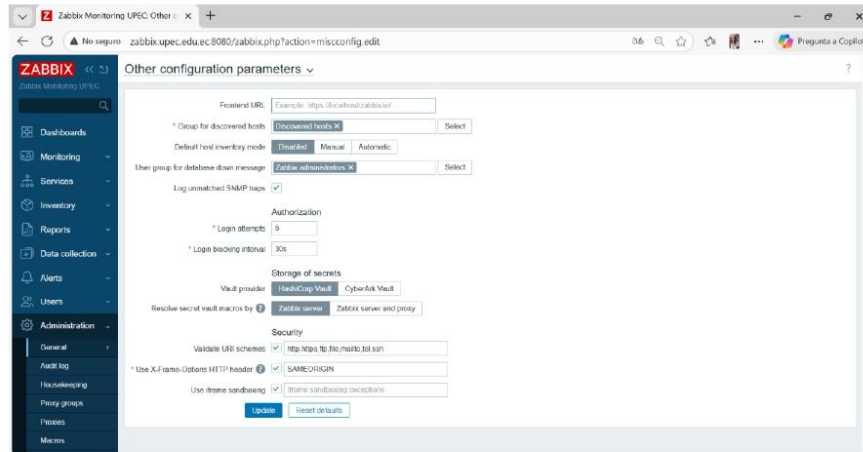 Zabbix Monitoring UPEC: Other c
No seguro zabbix.upec.edu.ec:8080/zabbix.php?action=miscconfig.edit
Pregunta a Copilot
ZABBIX
Zabbix Monitoring UPEC
Dashboards
Monitoring
Services
Inventory
Reports
Data collection
Alerts
Users
Administration
General
Audit log
Housekeeping
Proxy groups
Proxies
Macros
Other configuration parameters
?
Frontend URL Example: https://localhost/zabbix/ui/
* Group for discovered hosts Discovered hosts Select
Default host inventory mode Disabled Manual Automatic
User group for database down message Zabbix administrators Select
Log unmatched SNMP traps
Authorization
* Login attempts 5
* Login blocking interval 30s
Storage of secrets
Vault provider HashiCorp Vault CyberArk Vault
Resolve secret vault macros by ? Zabbix server Zabbix server and proxy
Security
Validate URI schemes http,https,ftp,file,mailto,tel,ssh
* Use X-Frame-Options HTTP header ? SAMEORIGIN
Use iframe sandboxing Iframe sandboxing exceptions
Update Reset defaults